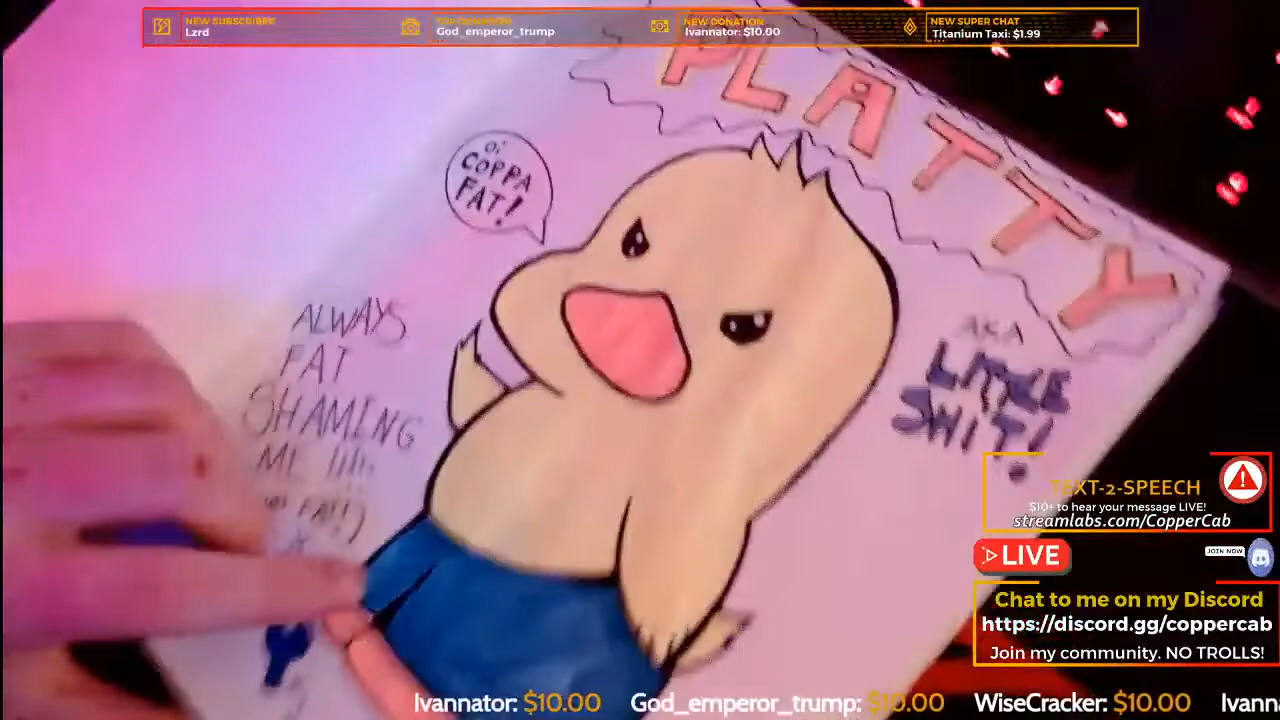 NEW SUBSCRIBER
Lzrd
God_emperor_trump
NEW DONATION
Ivannator: $10.00
NEW SUPER CHAT
Titanium Taxi: $1.99
PLATTY
Oi
COPPA
FAT!
AKA
LITKE
SHIT!
ALWAYS
FAT
SHAMING
ME !!!!
FAT!!)
TEXT-2-SPEECH
$10+ to hear your message LIVE!
streamlabs.com/CopperCab
LIVE
JOIN NOW
Chat to me on my Discord
https://discord.gg/coppercab
Join my community. NO TROLLS!
Ivannator: $10.00 God_emperor_trump: $10.00 WiseCracker: $10.00 Ivann